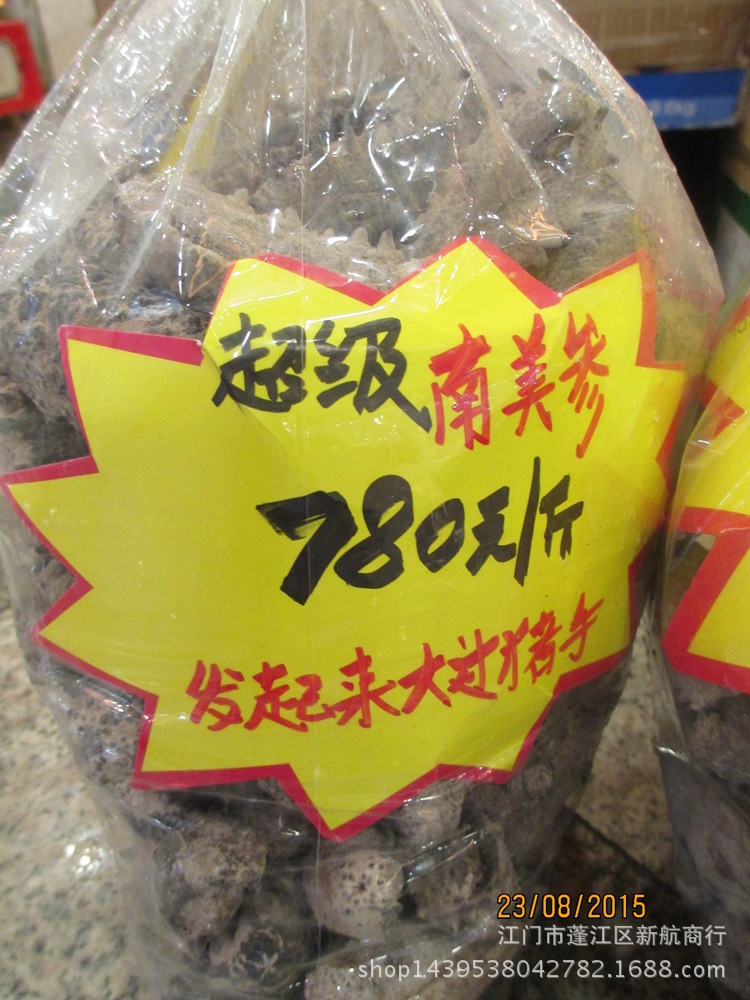 超级南美参
780元/斤
发起来大过猪手
23/08/2015
江门市蓬江区新航商行
shop1439538042782.1688.com